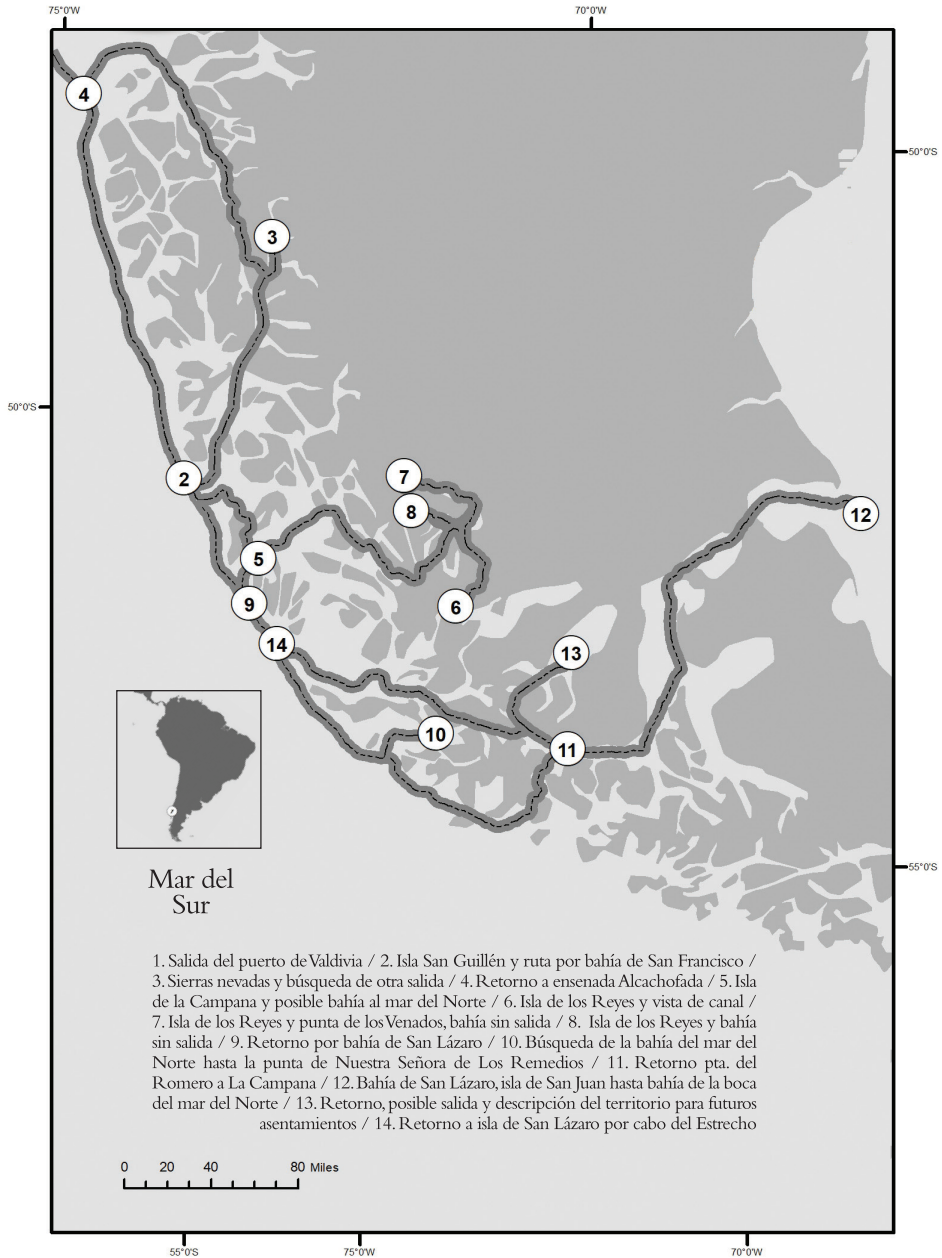 75°0'W
70°0'W
4
50°0'S
3
50°0'S
2
7
8
12
5
6
9
14
13
10
11
Mar del
Sur
55°0'S
1. Salida del puerto de Valdivia / 2. Isla San Guillén y ruta por bahía de San Francisco /
3. Sierras nevadas y búsqueda de otra salida / 4. Retorno a ensenada Alcachofada / 5. Isla
de la Campana y posible bahía al mar del Norte / 6. Isla de los Reyes y vista de canal /
7. Isla de los Reyes y punta de los Venados, bahía sin salida / 8. Isla de los Reyes y bahía
sin salida / 9. Retorno por bahía de San Lázaro / 10. Búsqueda de la bahía del mar del
Norte hasta la punta de Nuestra Señora de Los Remedios / 11. Retorno pta. del
Romero a La Campana / 12. Bahía de San Lázaro, isla de San Juan hasta bahía de la boca
del mar del Norte / 13. Retorno, posible salida y descripción del territorio para futuros
asentamientos / 14. Retorno a isla de San Lázaro por cabo del Estrecho
0 20 40 80 Miles
55°0'S
75°0'W
70°0'W